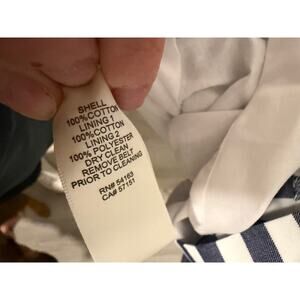 SHELL
100%COTTON
LINING 1
100%COTTON
LINING 2
100% POLYESTER
DRY CLEAN
REMOVE BELT
PRIOR TO CLEANING
RN# 54163
CA# 57151